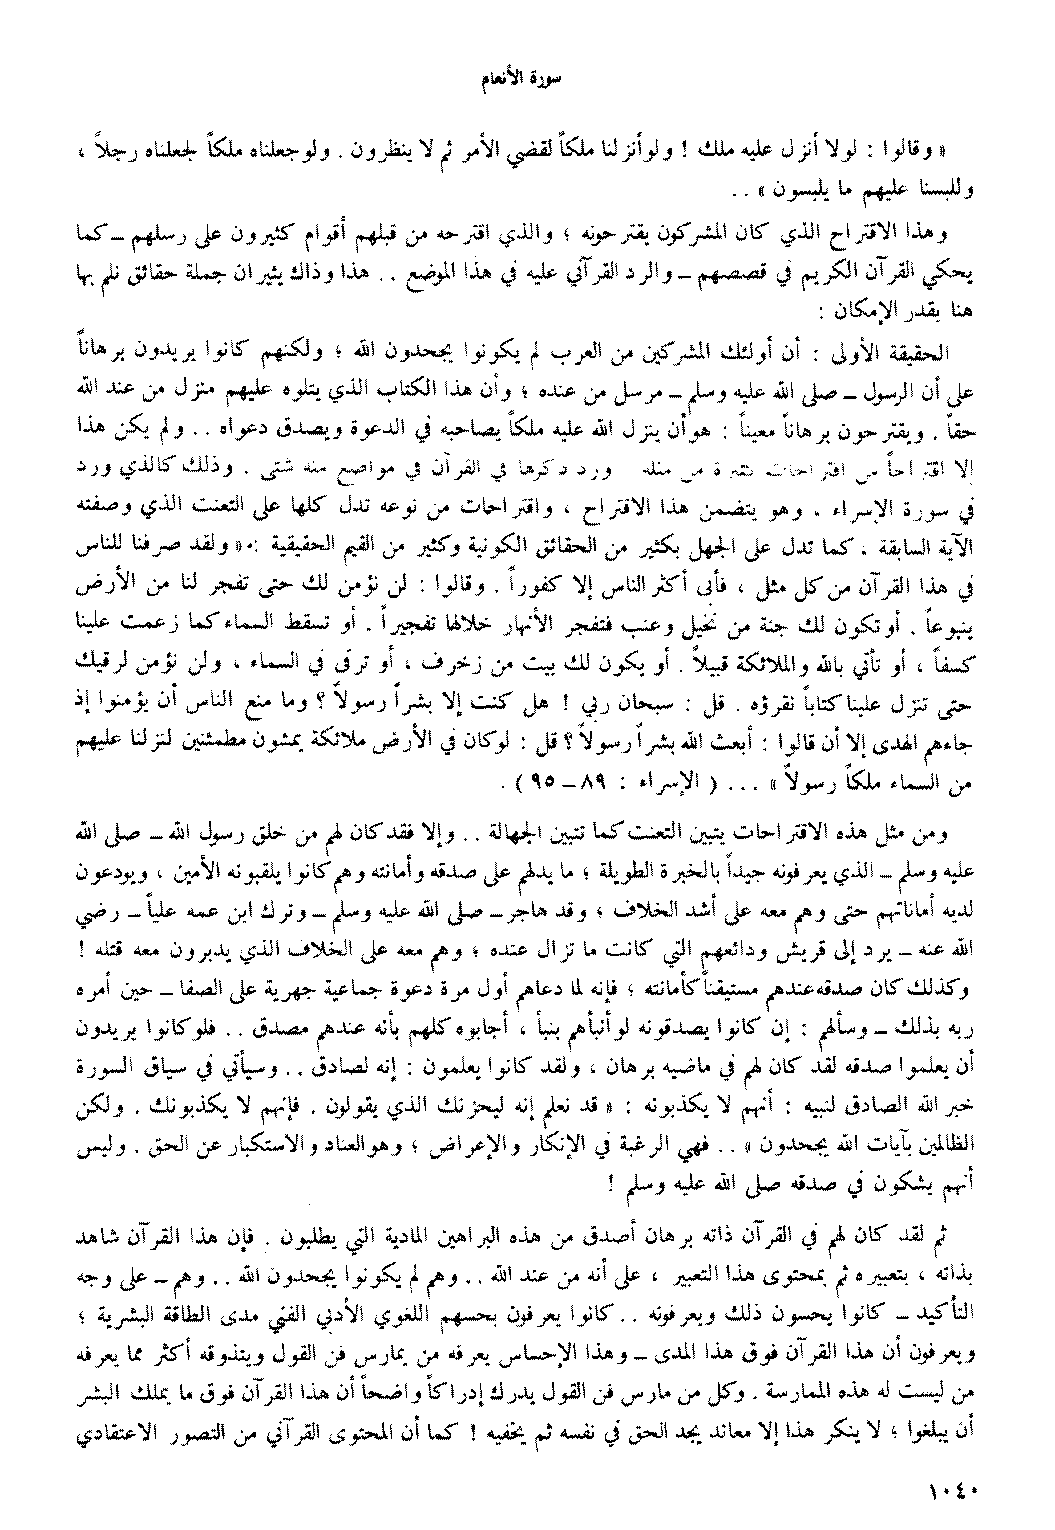 سورة الأنعام
« وقالوا : لولا أنزل عليه ملك ! ولو أنزلنا ملكاً لقضي الأمر ثم لا ينظرون . ولو جعلناه ملكاً لجعلناه رجلاً ،
وللبسنا عليهم ما يلبسون » ..
وهذا الاقتراح الذي كان المشركون يقترحونه ؛ والذي اقترحه من قبلهم أقوام كثيرون على رسلهم – كما
يحكي القرآن الكريم في قصصهم – والرد القرآني عليه في هذا الموضع .. هذا وذاك يثيران جملة حقائق نلم بها
هنا بقدر الإمكان :
الحقيقة الأولى : أن أولئك المشركين من العرب لم يكونوا يجحدون الله ؛ ولكنهم كانوا يريدون برهاناً
على أن الرسول – صلى الله عليه وسلم – مرسل من عنده ؛ وأن هذا الكتاب الذي يتلوه عليهم منزل من عند الله
حقاً . ويقترحون برهاناً معيناً : هو أن ينزل الله عليه ملكاً يصاحبه في الدعوة ويصدق دعواه .. ولم يكن هذا
إلا اقتراحاً من اقتراحات كثيرة من مثله ورد ذكرها في القرآن في مواضع منه شتى . وذلك كالذي ورد
في سورة الإسراء . وهو يتضمن هذا الاقتراح ، واقتراحات من نوعه تدل كلها على التعنت الذي وصفته
الآية السابقة ، كما تدل على الجهل بكثير من الحقائق الكونية وكثير من القيم الحقيقية : « ولقد صرفنا للناس
في هذا القرآن من كل مثل ، فأبى أكثر الناس إلا كفوراً . وقالوا : لن نؤمن لك حتى تفجر لنا من الأرض
ينبوعاً . أو تكون لك جنة من نخيل وعنب فتفجر الأنهار خلالها تفجيراً . أو تسقط السماء كما زعمت علينا
كسفاً ، أو تأتي بالله والملائكة قبيلاً . أو يكون لك بيت من زخرف ، أو ترقى في السماء ، ولن نؤمن لرقيك
حتى تنزل علينا كتاباً نقرؤه . قل : سبحان ربي ! هل كنت إلا بشراً رسولاً ؟ وما منع الناس أن يؤمنوا إذ
جاءهم الهدى إلا أن قالوا : أبعث الله بشراً رسولاً ؟ قل : لو كان في الأرض ملائكة يمشون مطمئنين لنزلنا عليهم
من السماء ملكاً رسولاً » ... ( الإسراء : ٨٩ – ٩٥ ) .
ومن مثل هذه الاقتراحات يتبين التعنت كما تتبين الجهالة .. وإلا فقد كان لهم من خلق رسول الله – صلى الله
عليه وسلم – الذي يعرفونه جيداً بالخبرة الطويلة ؛ ما يدلهم على صدقه وأمانته وهم كانوا يلقبونه الأمين ، ويودعون
لديه أماناتهم حتى وهم معه على أشد الخلاف ؛ وقد هاجر – صلى الله عليه وسلم – وترك ابن عمه علياً – رضي
الله عنه – يرد إلى قريش ودائعهم التي كانت ما تزال عنده ؛ وهم معه على الخلاف الذي يدبرون معه قتله !
وكذلك كان صدقه عندهم مستيقناً كأمانته ؛ فإنه لما دعاهم أول مرة دعوة جماعية جهرية على الصفا – حين أمره
ربه بذلك – وسألهم : إن كانوا يصدقونه لو أنبأهم بنبأ ، أجابوه كلهم بأنه عندهم مصدق .. فلو كانوا يريدون
أن يعلموا صدقه لقد كان لهم في ماضيه برهان ، ولقد كانوا يعلمون : إنه لصادق .. وسيأتي في سياق السورة
خبر الله الصادق لنبيه : أنهم لا يكذبونه : « قد نعلم إنه ليحزنك الذي يقولون . فإنهم لا يكذبونك . ولكن
الظالمين بآيات الله يجحدون » .. فهي الرغبة في الإنكار والإعراض ؛ وهو العناد والاستكبار عن الحق . وليس
أنهم يشكون في صدقه صلى الله عليه وسلم !
ثم لقد كان لهم في القرآن ذاته برهان أصدق من هذه البراهين المادية التي يطلبون . فإن هذا القرآن شاهد
بذاته ، بتعبيره ثم بمحتوى هذا التعبير ، على أنه من عند الله .. وهم لم يكونوا يجحدون الله .. وهم – على وجه
التأكيد – كانوا يحسون ذلك ويعرفونه .. كانوا يعرفون بحسهم اللغوي الأدبي الفني مدى الطاقة البشرية ؛
ويعرفون أن هذا القرآن فوق هذا المدى – وهذا الإحساس يعرفه من يمارس فن القول ويتذوقه أكثر مما يعرفه
من ليست له هذه الممارسة . وكل من مارس فن القول يدرك إدراكاً واضحاً أن هذا القرآن فوق ما يملك البشر
أن يبلغوا ؛ لا ينكر هذا إلا معاند يجد الحق في نفسه ثم يخفيه ! كما أن المحتوى القرآني من التصور الاعتقادي
١٠٤٠